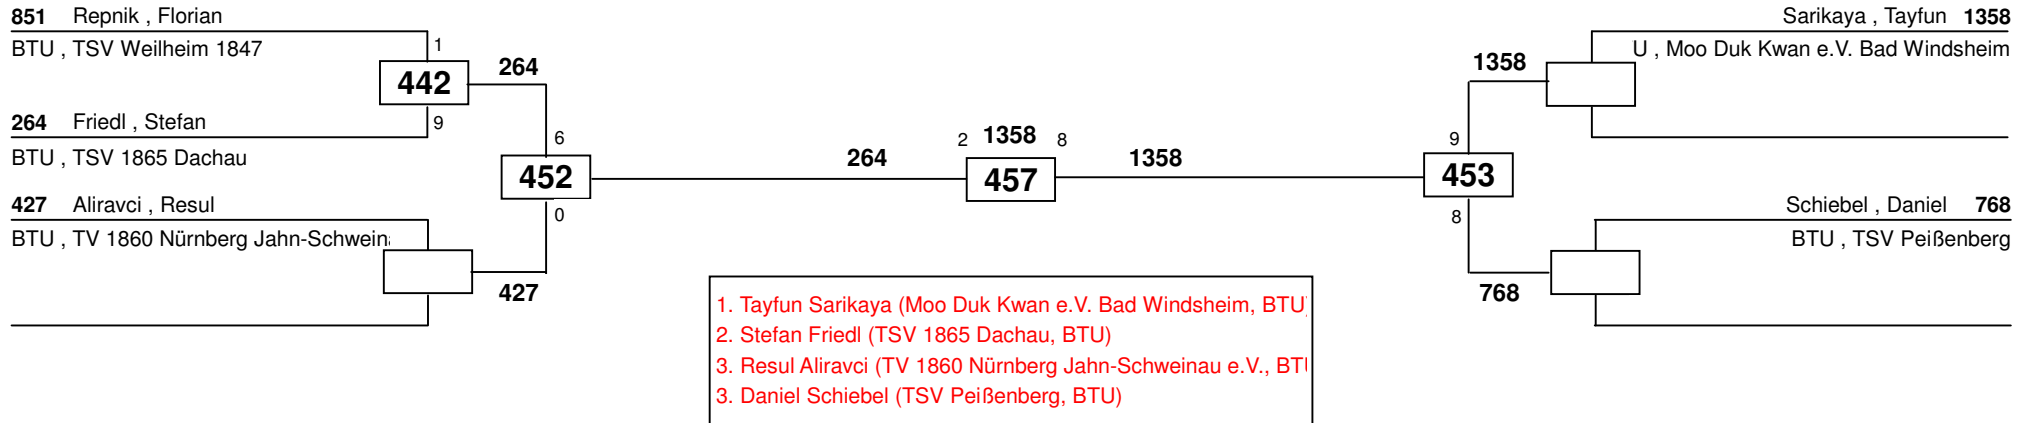 851 Repnik , Florian
BTU , TSV Weilheim 1847
1
442
264
9
264 Friedl , Stefan
BTU , TSV 1865 Dachau
6
452
0
427 Aliravci , Resul
BTU , TV 1860 Nürnberg Jahn-Schwein
427
264
2 1358 8
457
1358
Sarikaya , Tayfun 1358
U , Moo Duk Kwan e.V. Bad Windsheim
1358
9
453
8
Schiebel , Daniel 768
BTU , TSV Peißenberg
768
1. Tayfun Sarikaya (Moo Duk Kwan e.V. Bad Windsheim, BTU)
2. Stefan Friedl (TSV 1865 Dachau, BTU)
3. Resul Aliravci (TV 1860 Nürnberg Jahn-Schweinau e.V., BTU
3. Daniel Schiebel (TSV Peißenberg, BTU)